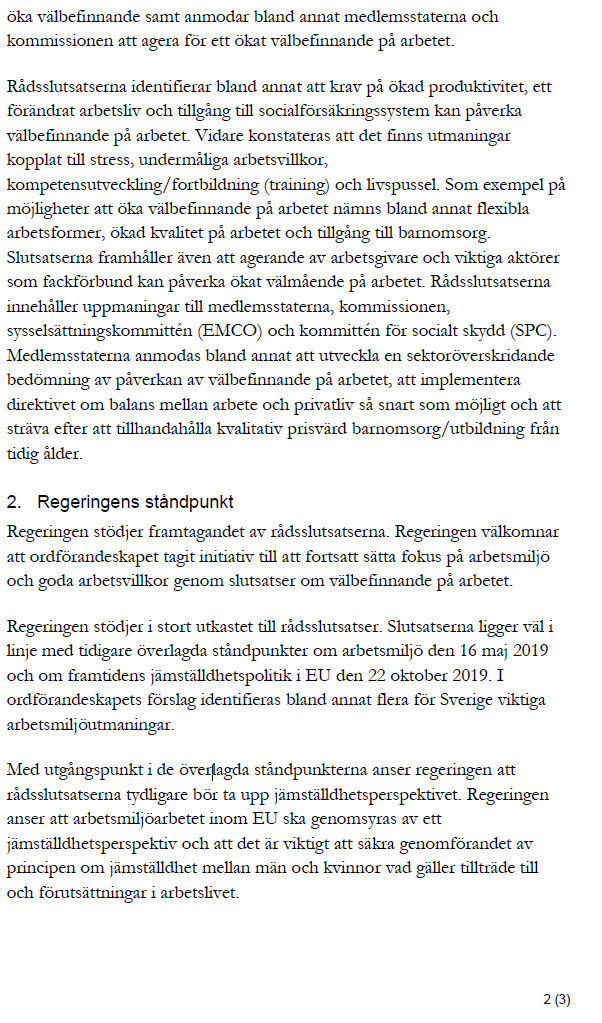 öka välbefinnande samt anmodar bland annat medlemsstaterna och
kommissionen att agera för ett ökat välbefinnande på arbetet.
Rådsslutsatserna identifierar bland annat att krav på ökad produktivitet, ett
förändrat arbetsliv och tillgång till socialförsäkringssystem kan påverka
välbefinnande på arbetet. Vidare konstateras att det finns utmaningar
kopplat till stress, undermåliga arbetsvillkor,
kompetensutveckling/fortbildning (training) och livspussel. Som exempel på
möjligheter att öka välbefinnande på arbetet nämns bland annat flexibla
arbetsformer, ökad kvalitet på arbetet och tillgång till barnomsorg.
Slutsatserna framhåller även att agerande av arbetsgivare och viktiga aktörer
som fackförbund kan påverka ökat välmående på arbetet. Rådsslutsatserna
innehåller uppmaningar till medlemsstaterna, kommissionen,
sysselsättningskommittén (EMCO) och kommittén för socialt skydd (SPC).
Medlemsstaterna anmodas bland annat att utveckla en sektoröverskridande
bedömning av påverkan av välbefinnande på arbetet, att implementera
direktivet om balans mellan arbete och privatliv så snart som möjligt och att
sträva efter att tillhandahålla kvalitativ prisvärd barnomsorg/utbildning från
tidig ålder.
2. Regeringens ståndpunkt
Regeringen stödjer framtagandet av rådsslutsatserna. Regeringen välkomnar
att ordförandeskapet tagit initiativ till att fortsatt sätta fokus på arbetsmiljö
och goda arbetsvillkor genom slutsatser om välbefinnande på arbetet.
Regeringen stödjer i stort utkastet till rådsslutsatser. Slutsatserna ligger väl i
linje med tidigare överlagda ståndpunkter om arbetsmiljö den 16 maj 2019
och om framtidens jämställdhetspolitik i EU den 22 oktober 2019. I
ordförandeskapets förslag identifieras bland annat flera för Sverige viktiga
arbetsmiljöutmaningar.
Med utgångspunkt i de överlagda ståndpunkterna anser regeringen att
rådsslutsatserna tydligare bör ta upp jämställdhetsperspektivet. Regeringen
anser att arbetsmiljöarbetet inom EU ska genomsyras av ett
jämställdhetsperspektiv och att det är viktigt att säkra genomförandet av
principen om jämställdhet mellan män och kvinnor vad gäller tillträde till
och förutsättningar i arbetslivet.
2 (3)